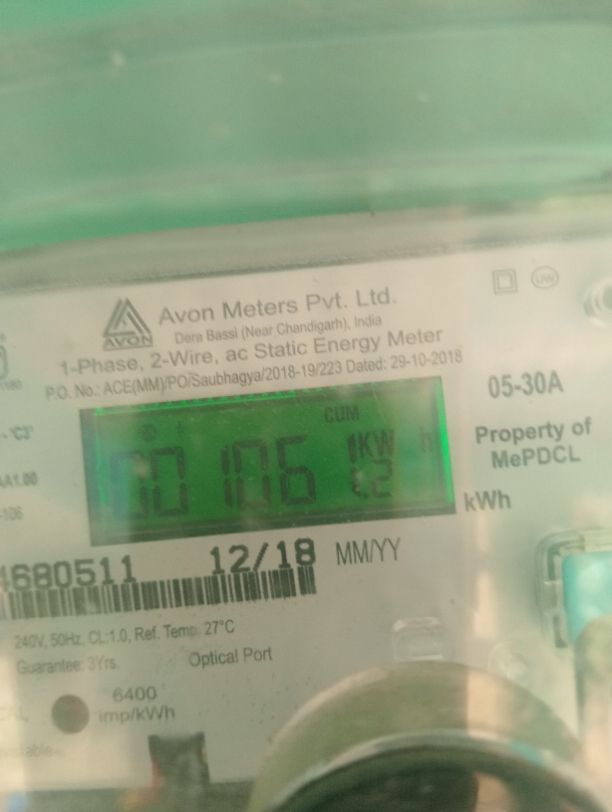 Avon Meters Pvt. Ltd.
AVON
Dera Bassi (Near Chandigarh), India
1-Phase, 2-Wire, ac Static Energy Meter
P.O. No.: ACE(MM)/PO/Saubhagya/2018-19/223 Dated: 29-10-2018
05-30A
Property of
MePDCL
CUM
KW h
kWh
680511
12/18 MM/YY
240V, 50Hz, CL:1.0, Ref. Temp. 27°C
Guarantee: 3Yrs.
Optical Port
6400
imp/kWh